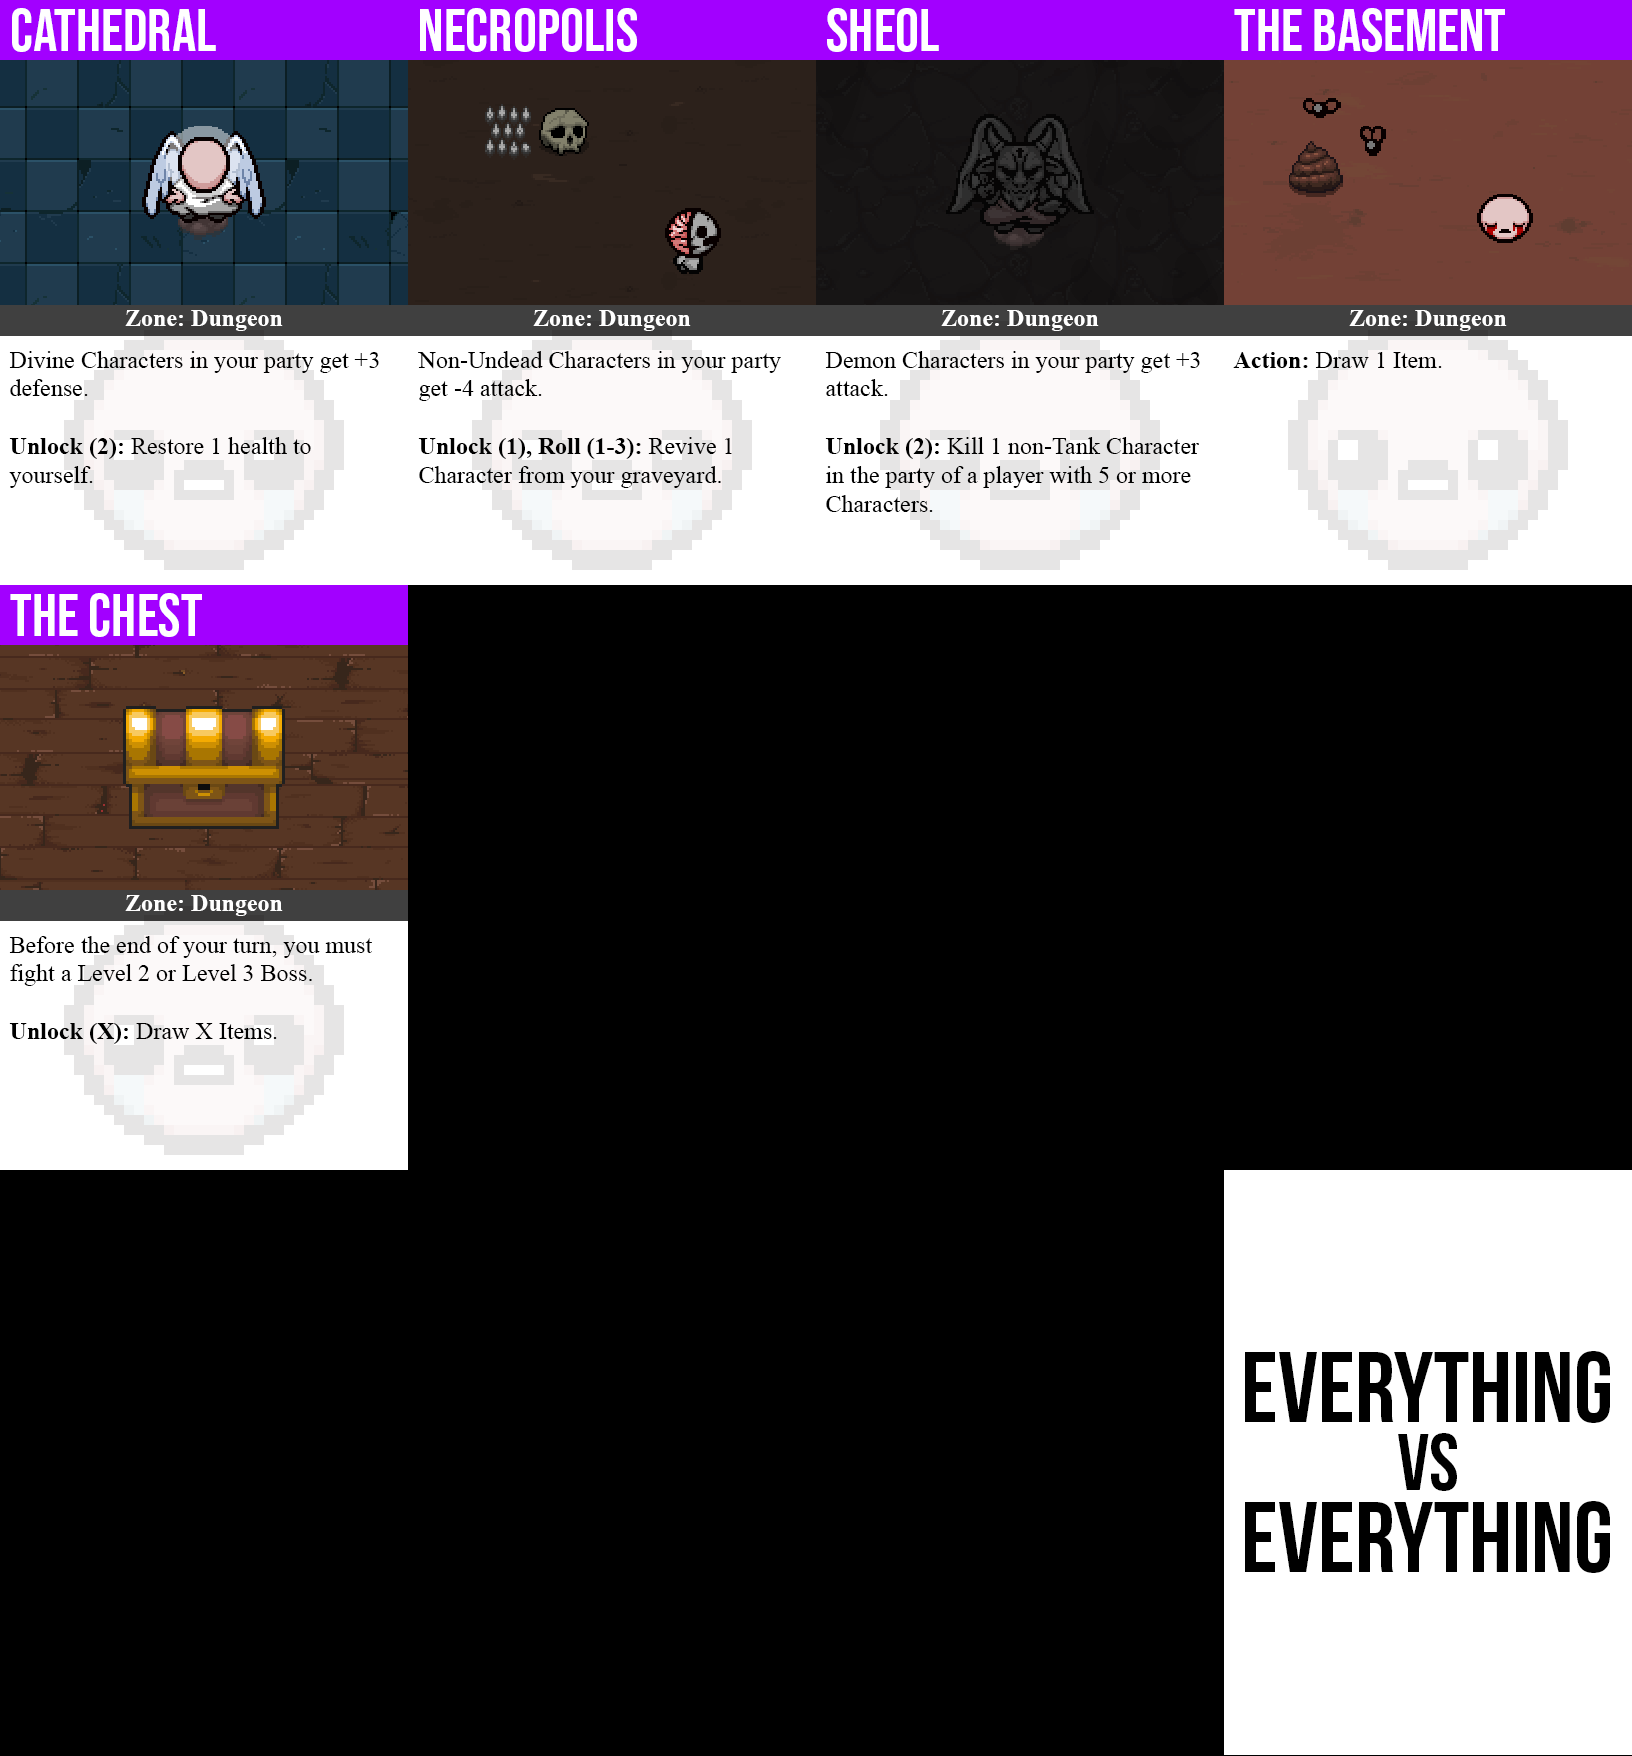 CATHEDRAL
Zone: Dungeon
Divine Characters in your party get +3
defense.
Unlock (2): Restore 1 health to
yourself.
NECROPOLIS
Zone: Dungeon
Non-Undead Characters in your party
get -4 attack.
Unlock (1), Roll (1-3): Revive 1
Character from your graveyard.
SHEOL
Zone: Dungeon
Demon Characters in your party get +3
attack.
Unlock (2): Kill 1 non-Tank Character
in the party of a player with 5 or more
Characters.
THE BASEMENT
Zone: Dungeon
Action: Draw 1 Item.
THE CHEST
Zone: Dungeon
Before the end of your turn, you must
fight a Level 2 or Level 3 Boss.
Unlock (X): Draw X Items.
EVERYTHING
VS
EVERYTHING